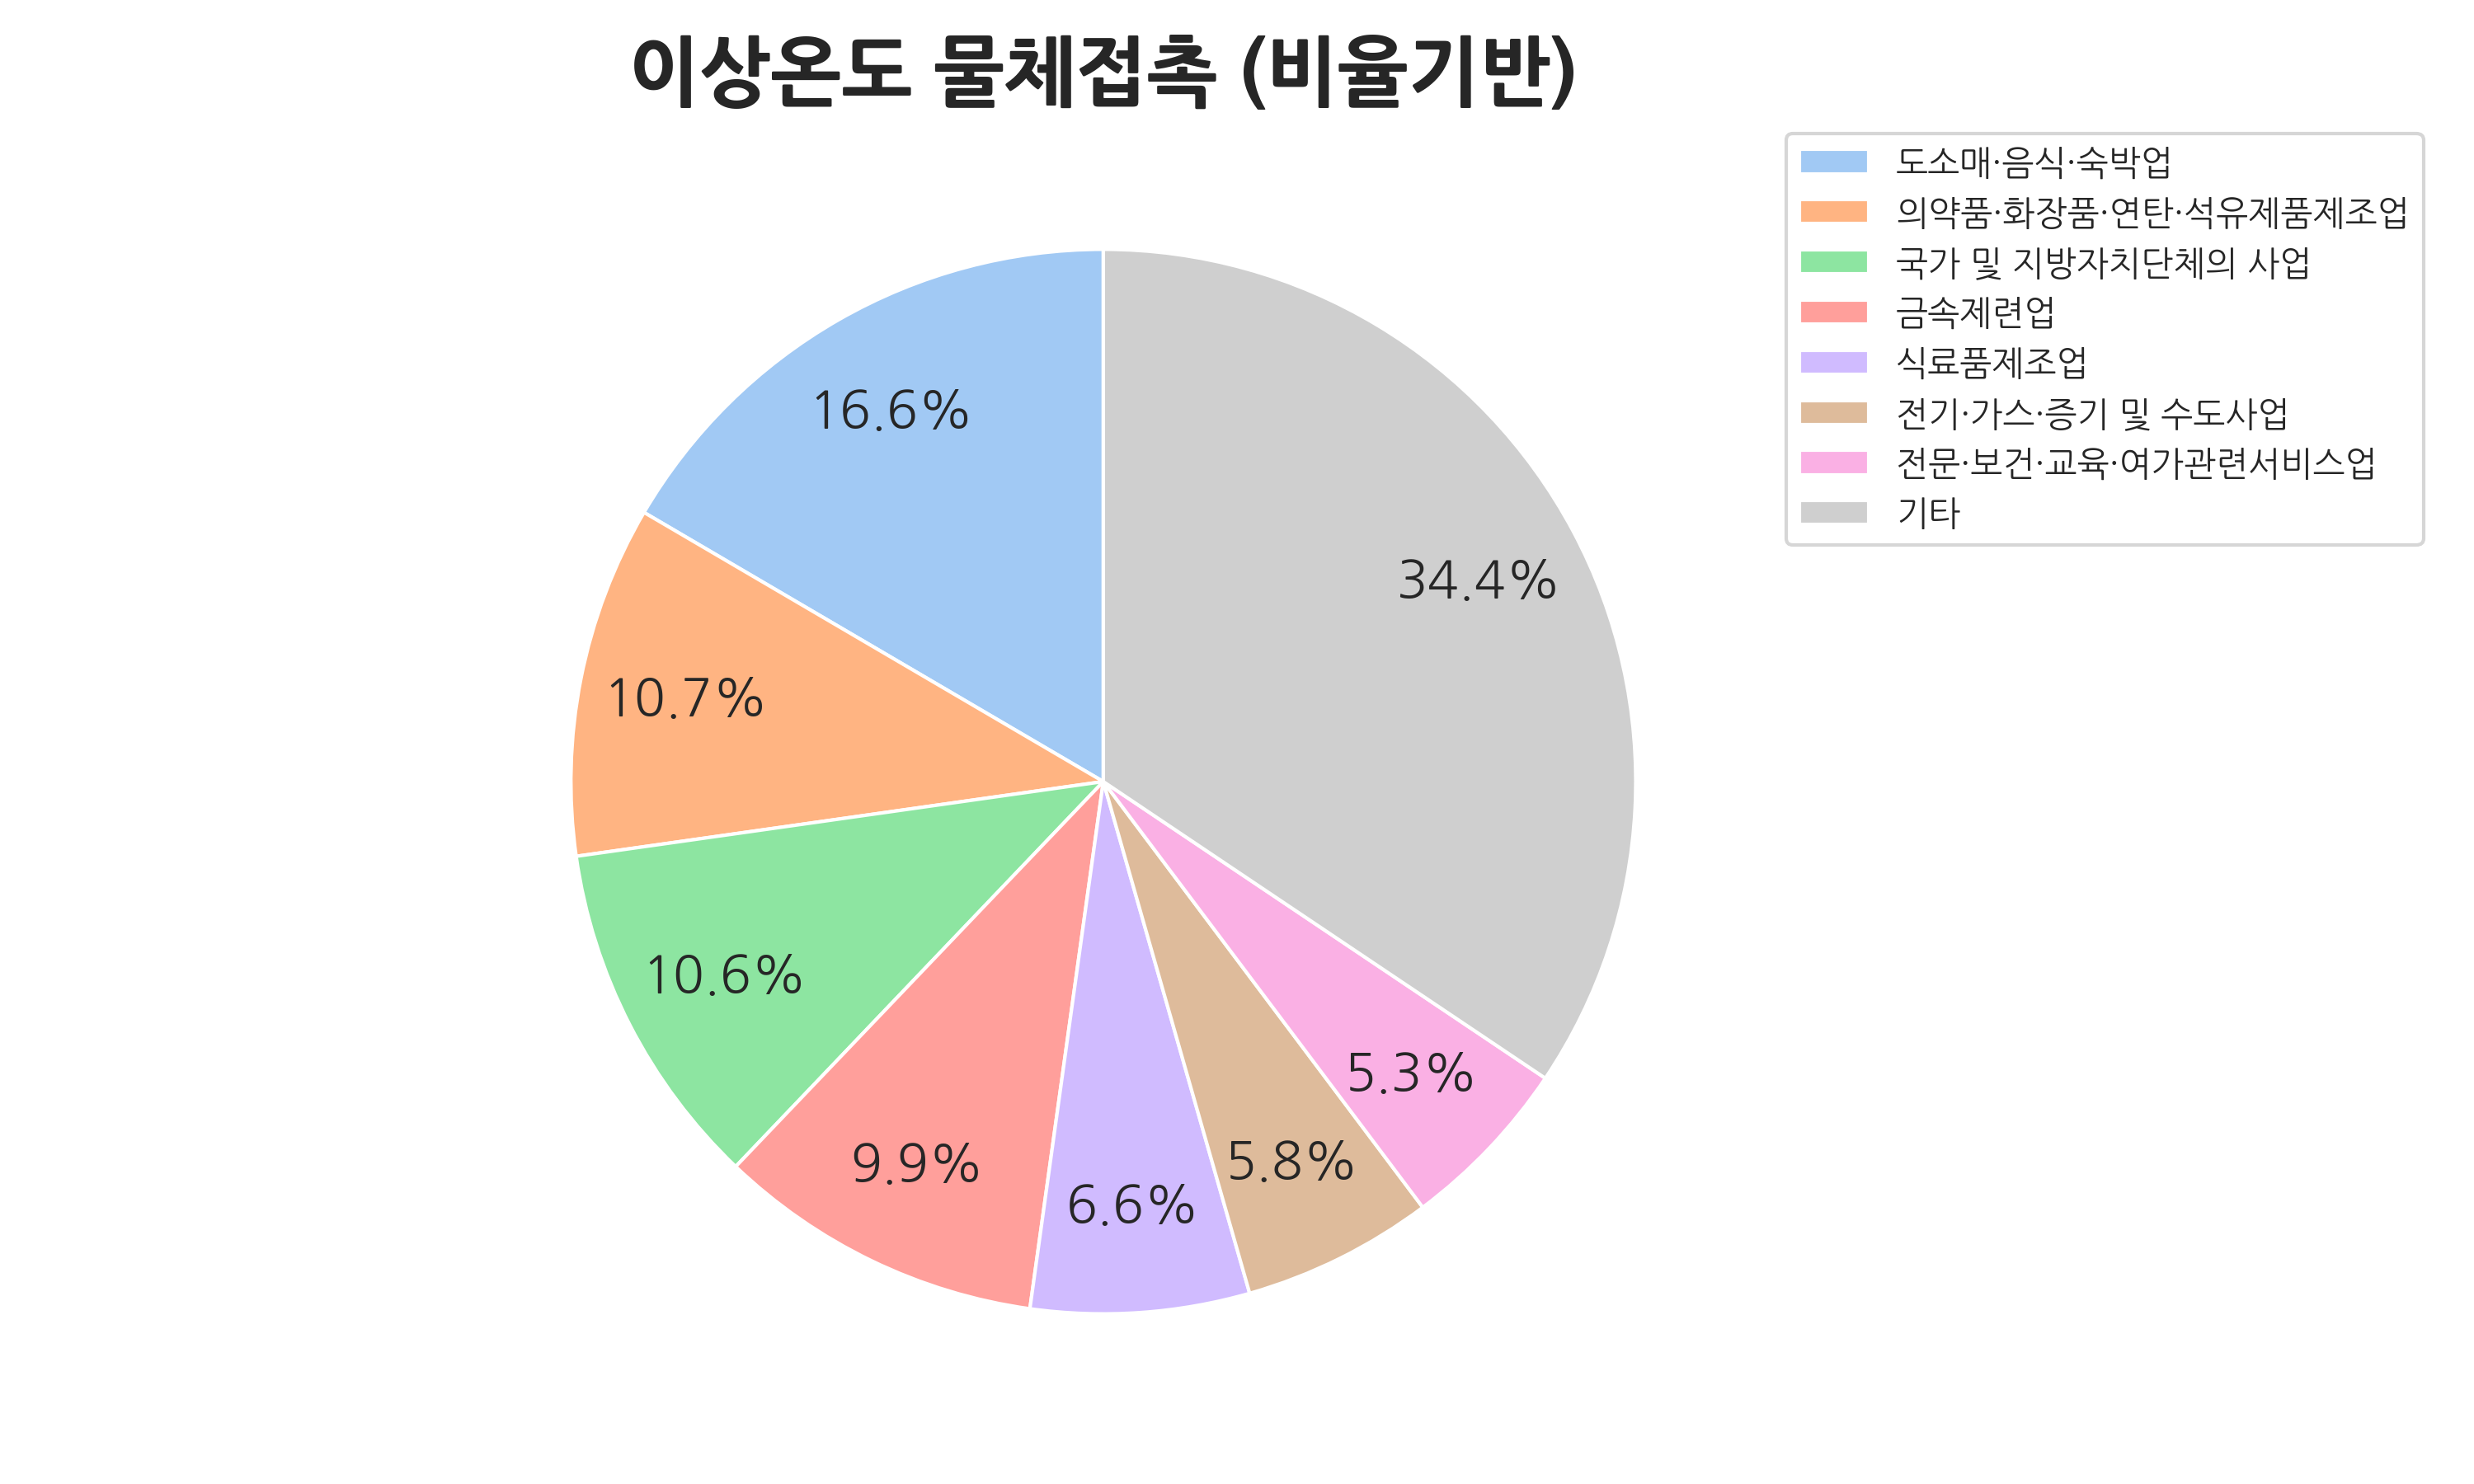 이상온도 물체접촉 (비율기반)
도소매·음식·숙박업
의약품·화장품·연탄·석유제품제조업
국가 및 지방자치단체의 사업
금속제련업
식료품제조업
전기·가스·증기 및 수도사업
전문·보건·교육·여가관련서비스업
기타
16.6%
34.4%
10.7%
10.6%
5.3%
9.9%
5.8%
6.6%